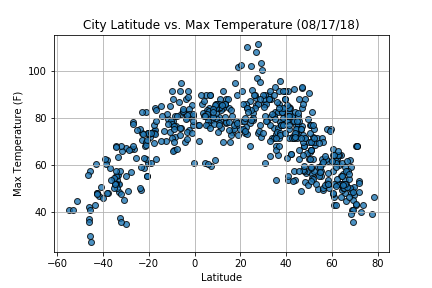 City Latitude vs. Max Temperature (08/17/18)
Max Temperature (F)
100
80
60
40
−60 −40 −20 0 20 40 60 80
Latitude